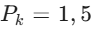 P_k = 1, 5